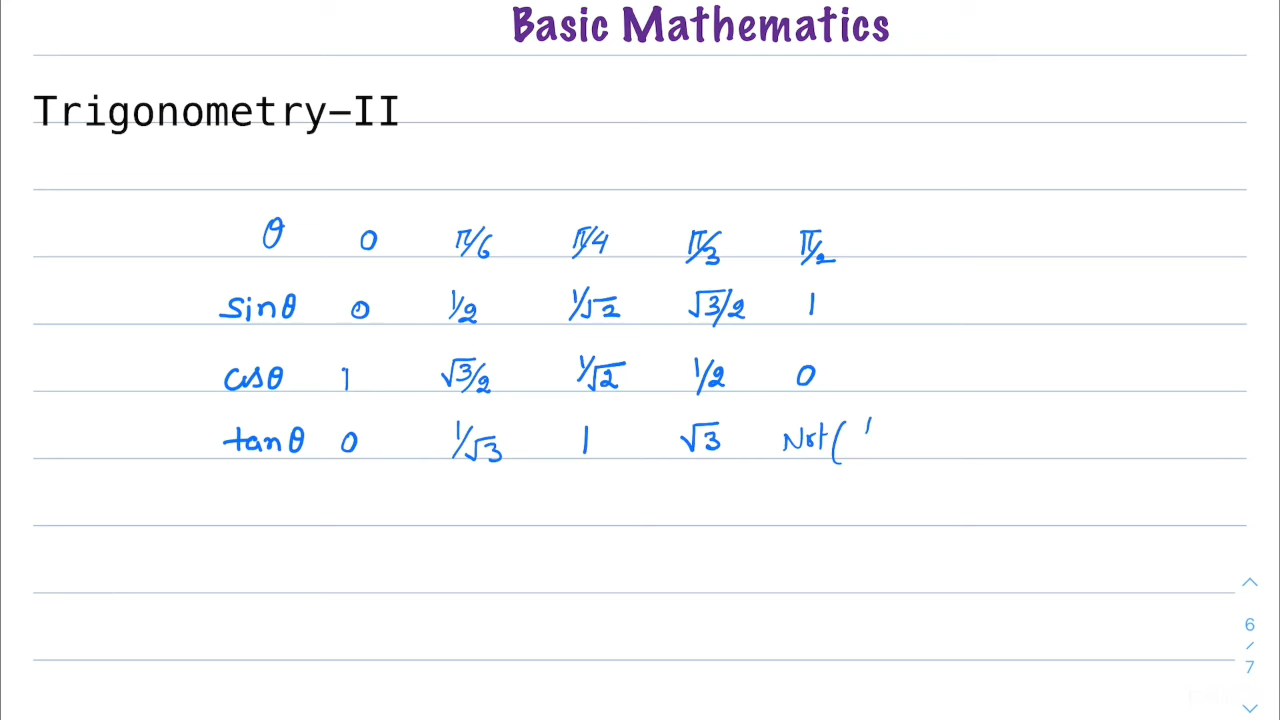 Basic Mathematics
Trigonometry-II
θ 0 π/6 π/4 π/3 π/2
sinθ 0 1/2 1/√2 √3/2 1
cosθ 1 √3/2 1/√2 1/2 0
tanθ 0 1/√3 1 √3 Not (
6
/
7